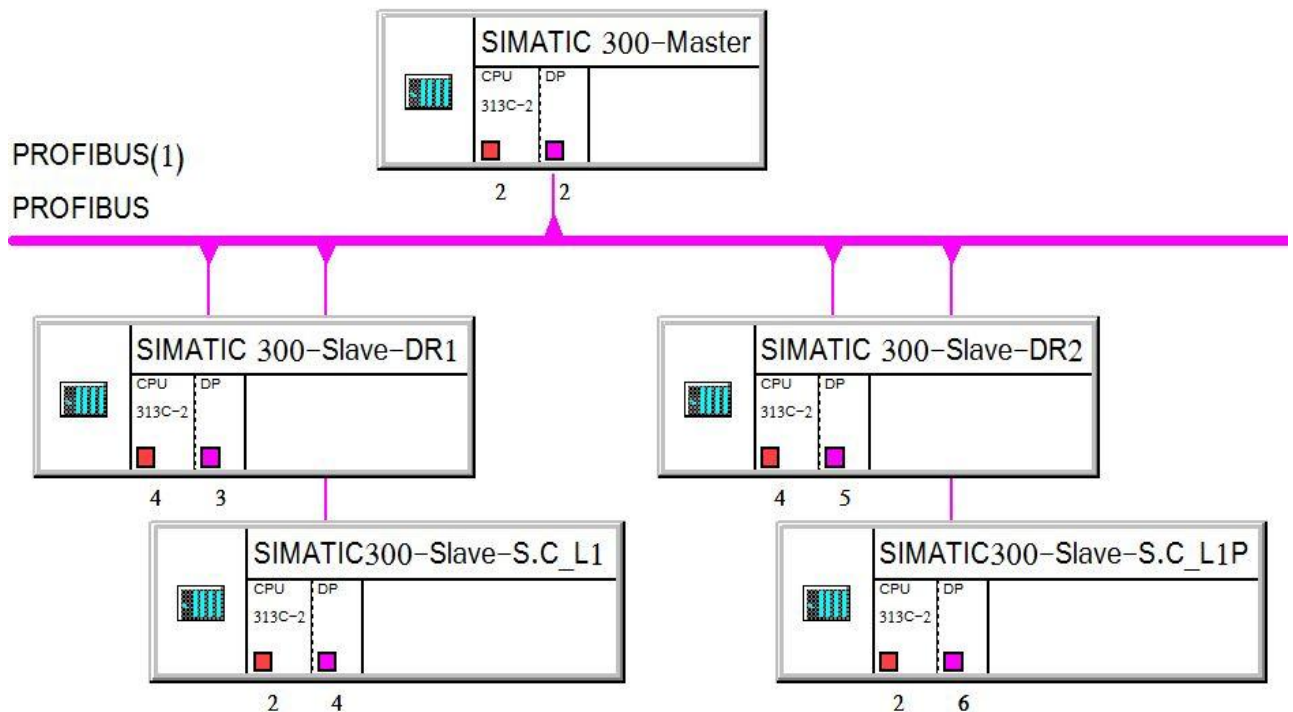 SIMATIC 300-Master
CPU DP
313C-2
PROFIBUS(1)
2 2
PROFIBUS
SIMATIC 300-Slave-DR1
CPU DP
313C-2
4 3
SIMATIC 300-Slave-DR2
CPU DP
313C-2
4 5
SIMATIC300-Slave-S.C_L1
CPU DP
313C-2
2 4
SIMATIC300-Slave-S.C_L1P
CPU DP
313C-2
2 6